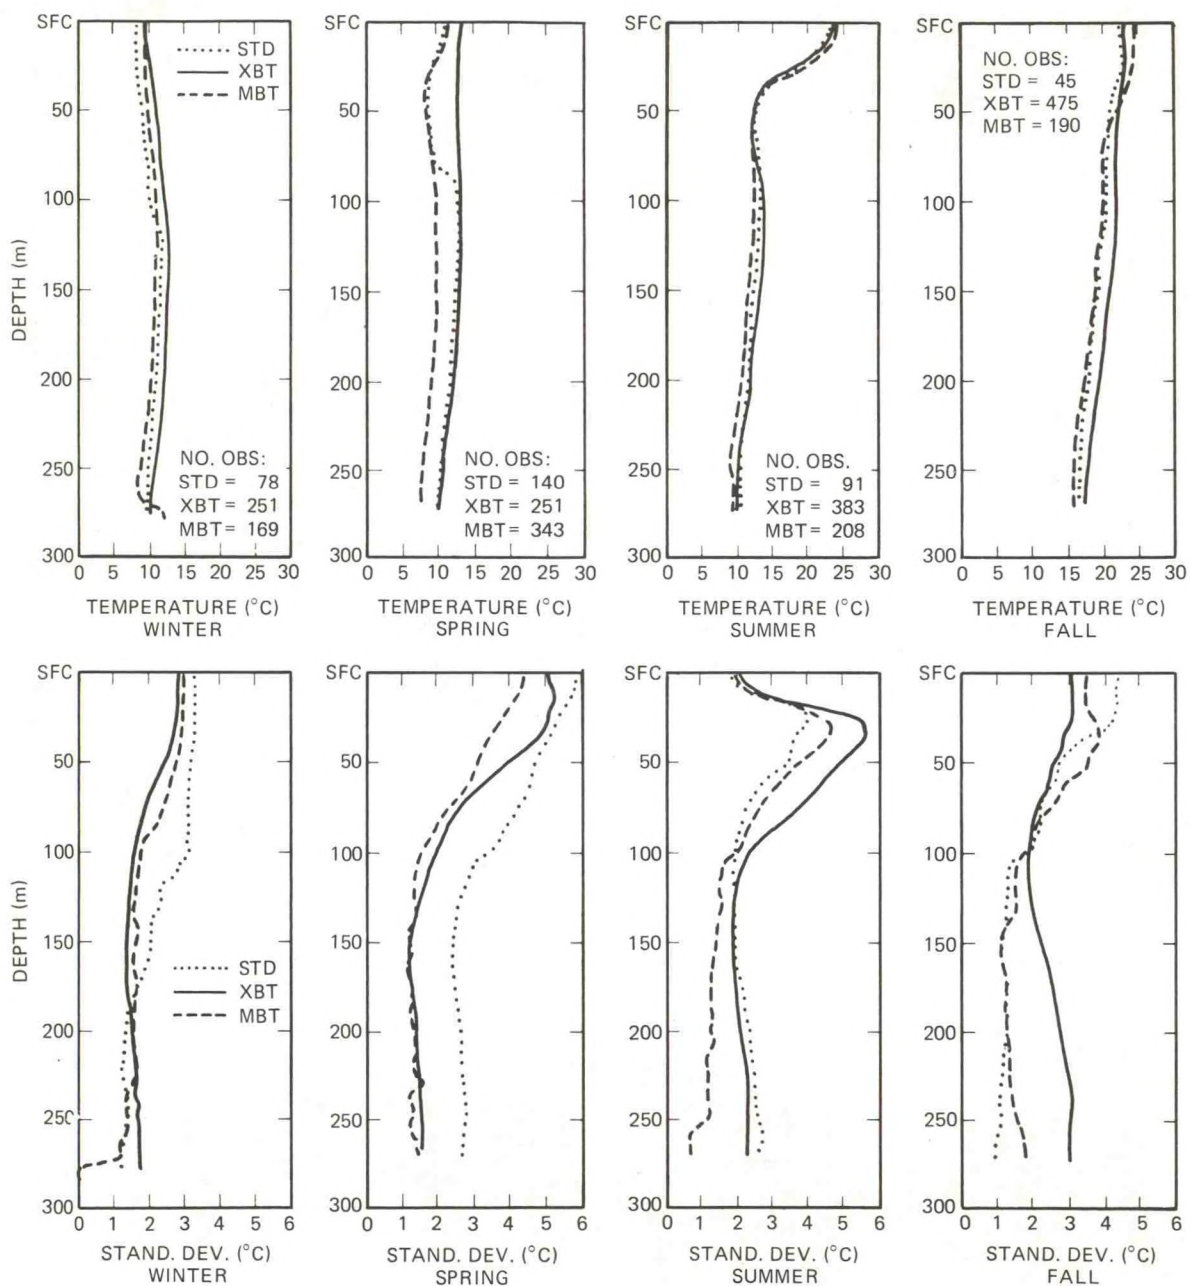 SFC
50
100
150
200
250
300
DEPTH (m)
STD
XBT
MBT
NO. OBS:
STD = 78
XBT = 251
MBT = 169
0 5 10 15 20 25 30
TEMPERATURE (°C)
WINTER
SFC
50
100
150
200
250
300
NO. OBS:
STD = 140
XBT = 251
MBT = 343
0 5 10 15 20 25 30
TEMPERATURE (°C)
SPRING
SFC
50
100
150
200
250
300
NO. OBS.
STD = 91
XBT = 383
MBT = 208
0 5 10 15 20 25 30
TEMPERATURE (°C)
SUMMER
SFC
50
100
150
200
250
300
NO. OBS:
STD = 45
XBT = 475
MBT = 190
0 5 10 15 20 25 30
TEMPERATURE (°C)
FALL
SFC
50
100
150
200
250
300
DEPTH (m)
STD
XBT
MBT
0 1 2 3 4 5 6
STAND. DEV. (°C)
WINTER
SFC
50
100
150
200
250
300
0 1 2 3 4 5 6
STAND. DEV. (°C)
SPRING
SFC
50
100
150
200
250
300
0 1 2 3 4 5 6
STAND. DEV. (°C)
SUMMER
SFC
50
100
150
200
250
300
0 1 2 3 4 5 6
STAND. DEV. (°C)
FALL